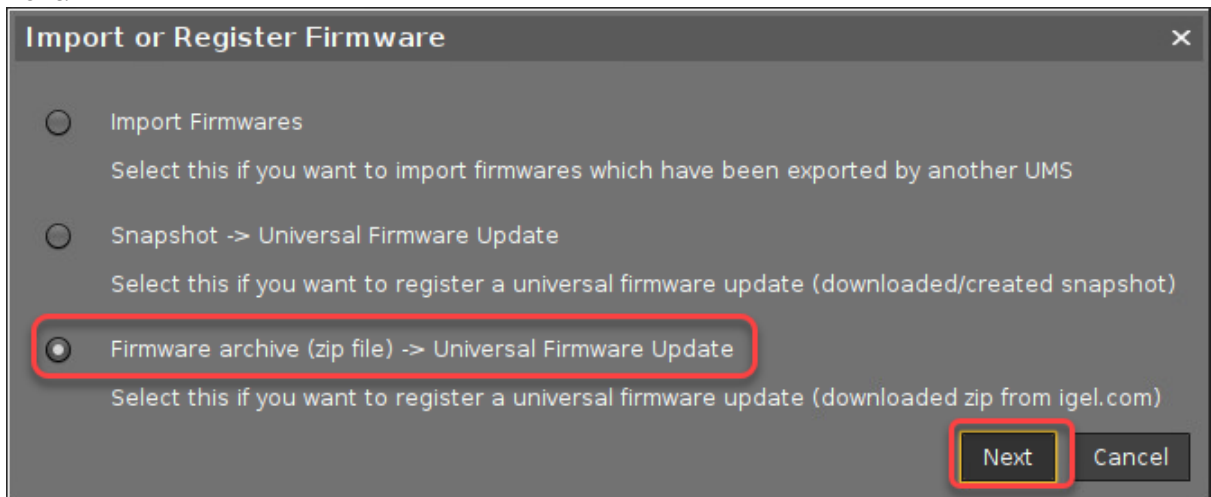 Import or Register Firmware ×
Import Firmwares
Select this if you want to import firmwares which have been exported by another UMS
Snapshot -> Universal Firmware Update
Select this if you want to register a universal firmware update (downloaded/created snapshot)
Firmware archive (zip file) -> Universal Firmware Update
Select this if you want to register a universal firmware update (downloaded zip from igel.com)
Next Cancel